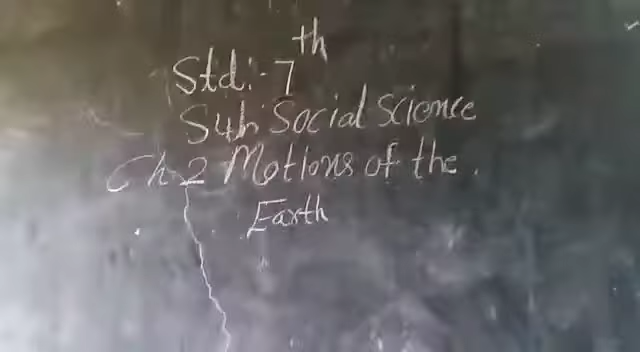 Std:- 7th
Sub: Social Science
Ch 2 Motions of the.
Earth